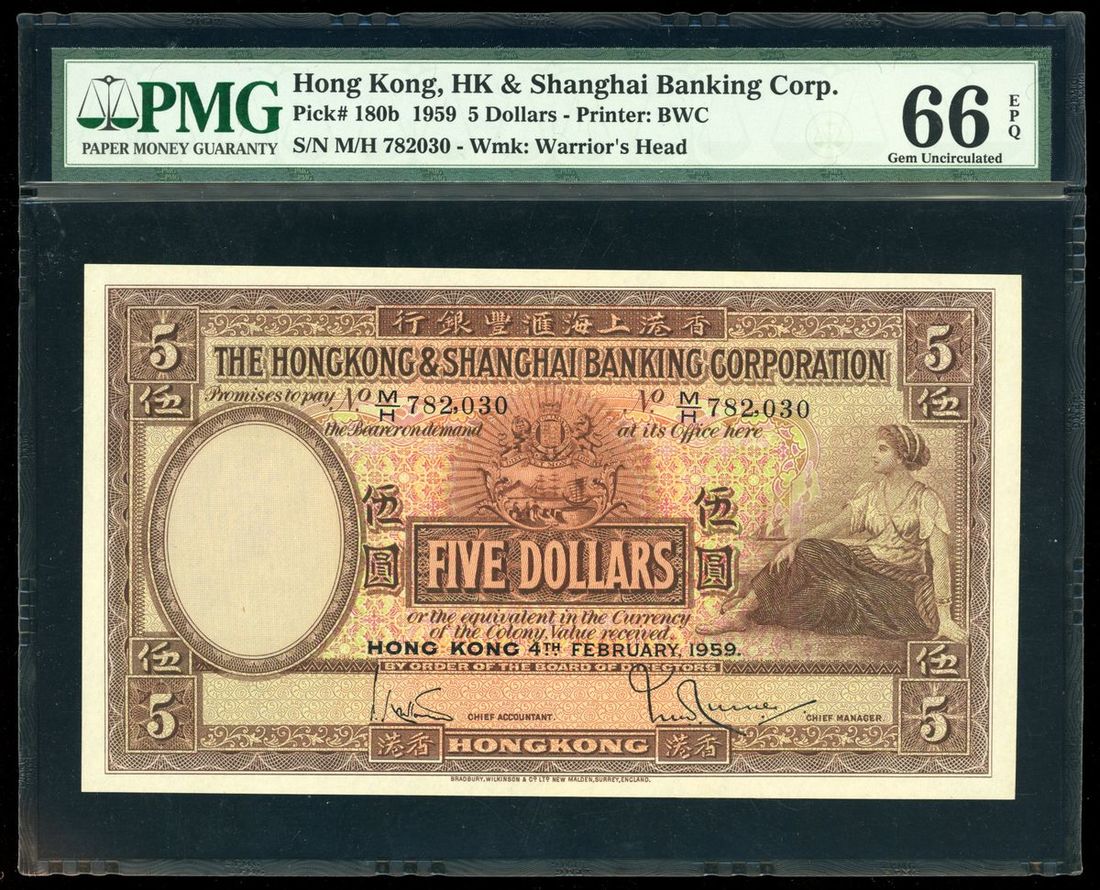 PMG
PAPER MONEY GUARANTY
Hong Kong, HK & Shanghai Banking Corp.
Pick# 180b 1959 5 Dollars - Printer: BWC
S/N M/H 782030 - Wmk: Warrior's Head
66 EPQ
Gem Uncirculated
5 行銀豐滙海上港香 5
THE HONGKONG & SHANGHAI BANKING CORPORATION
伍 Promises to pay No M/H 782,030 No M/H 782,030 伍
the Bearer on demand at its Office here
伍圓 FIVE DOLLARS 伍圓
or the equivalent in the Currency
of the Colony, Value received.
HONG KONG 4TH FEBRUARY, 1959.
伍 BY ORDER OF THE BOARD OF DIRECTORS 伍
5 CHIEF ACCOUNTANT. CHIEF MANAGER 5
港香 HONGKONG 港香
BRADBURY, WILKINSON & Co LTD NEW MALDEN, SURREY, ENGLAND.